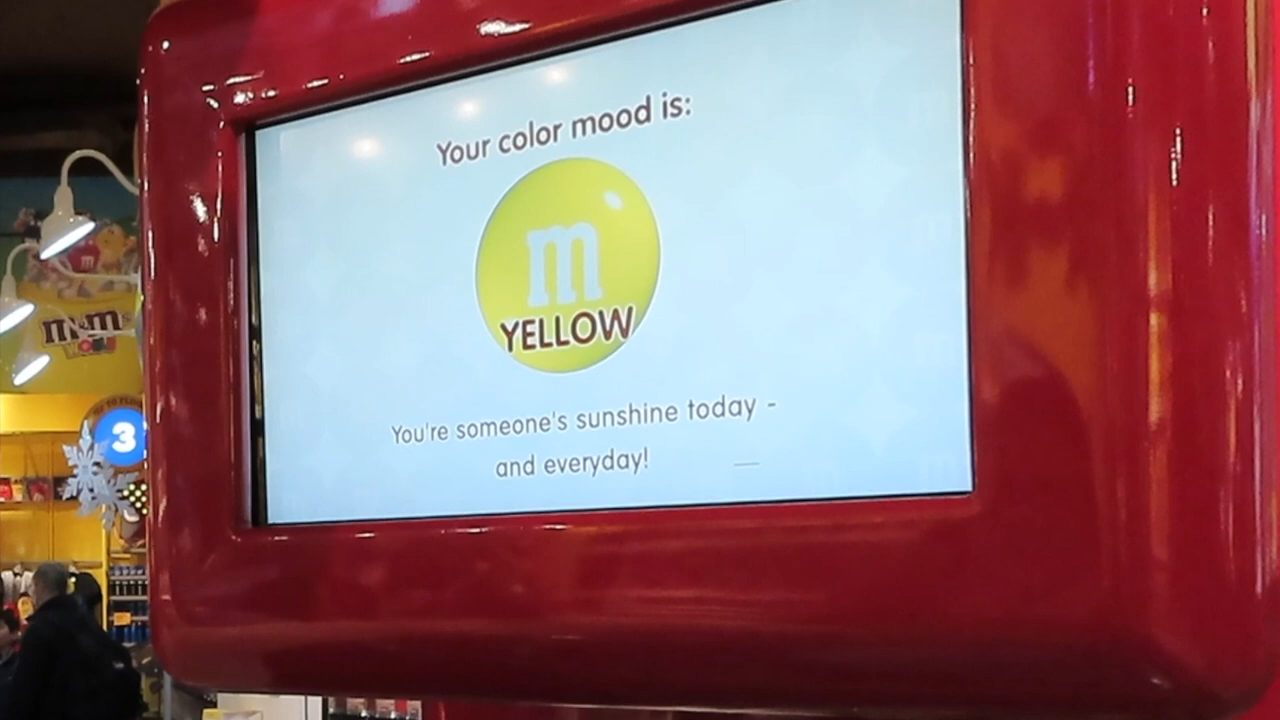 Your color mood is:
m
YELLOW
You're someone's sunshine today -
and everyday!
m&m's
3